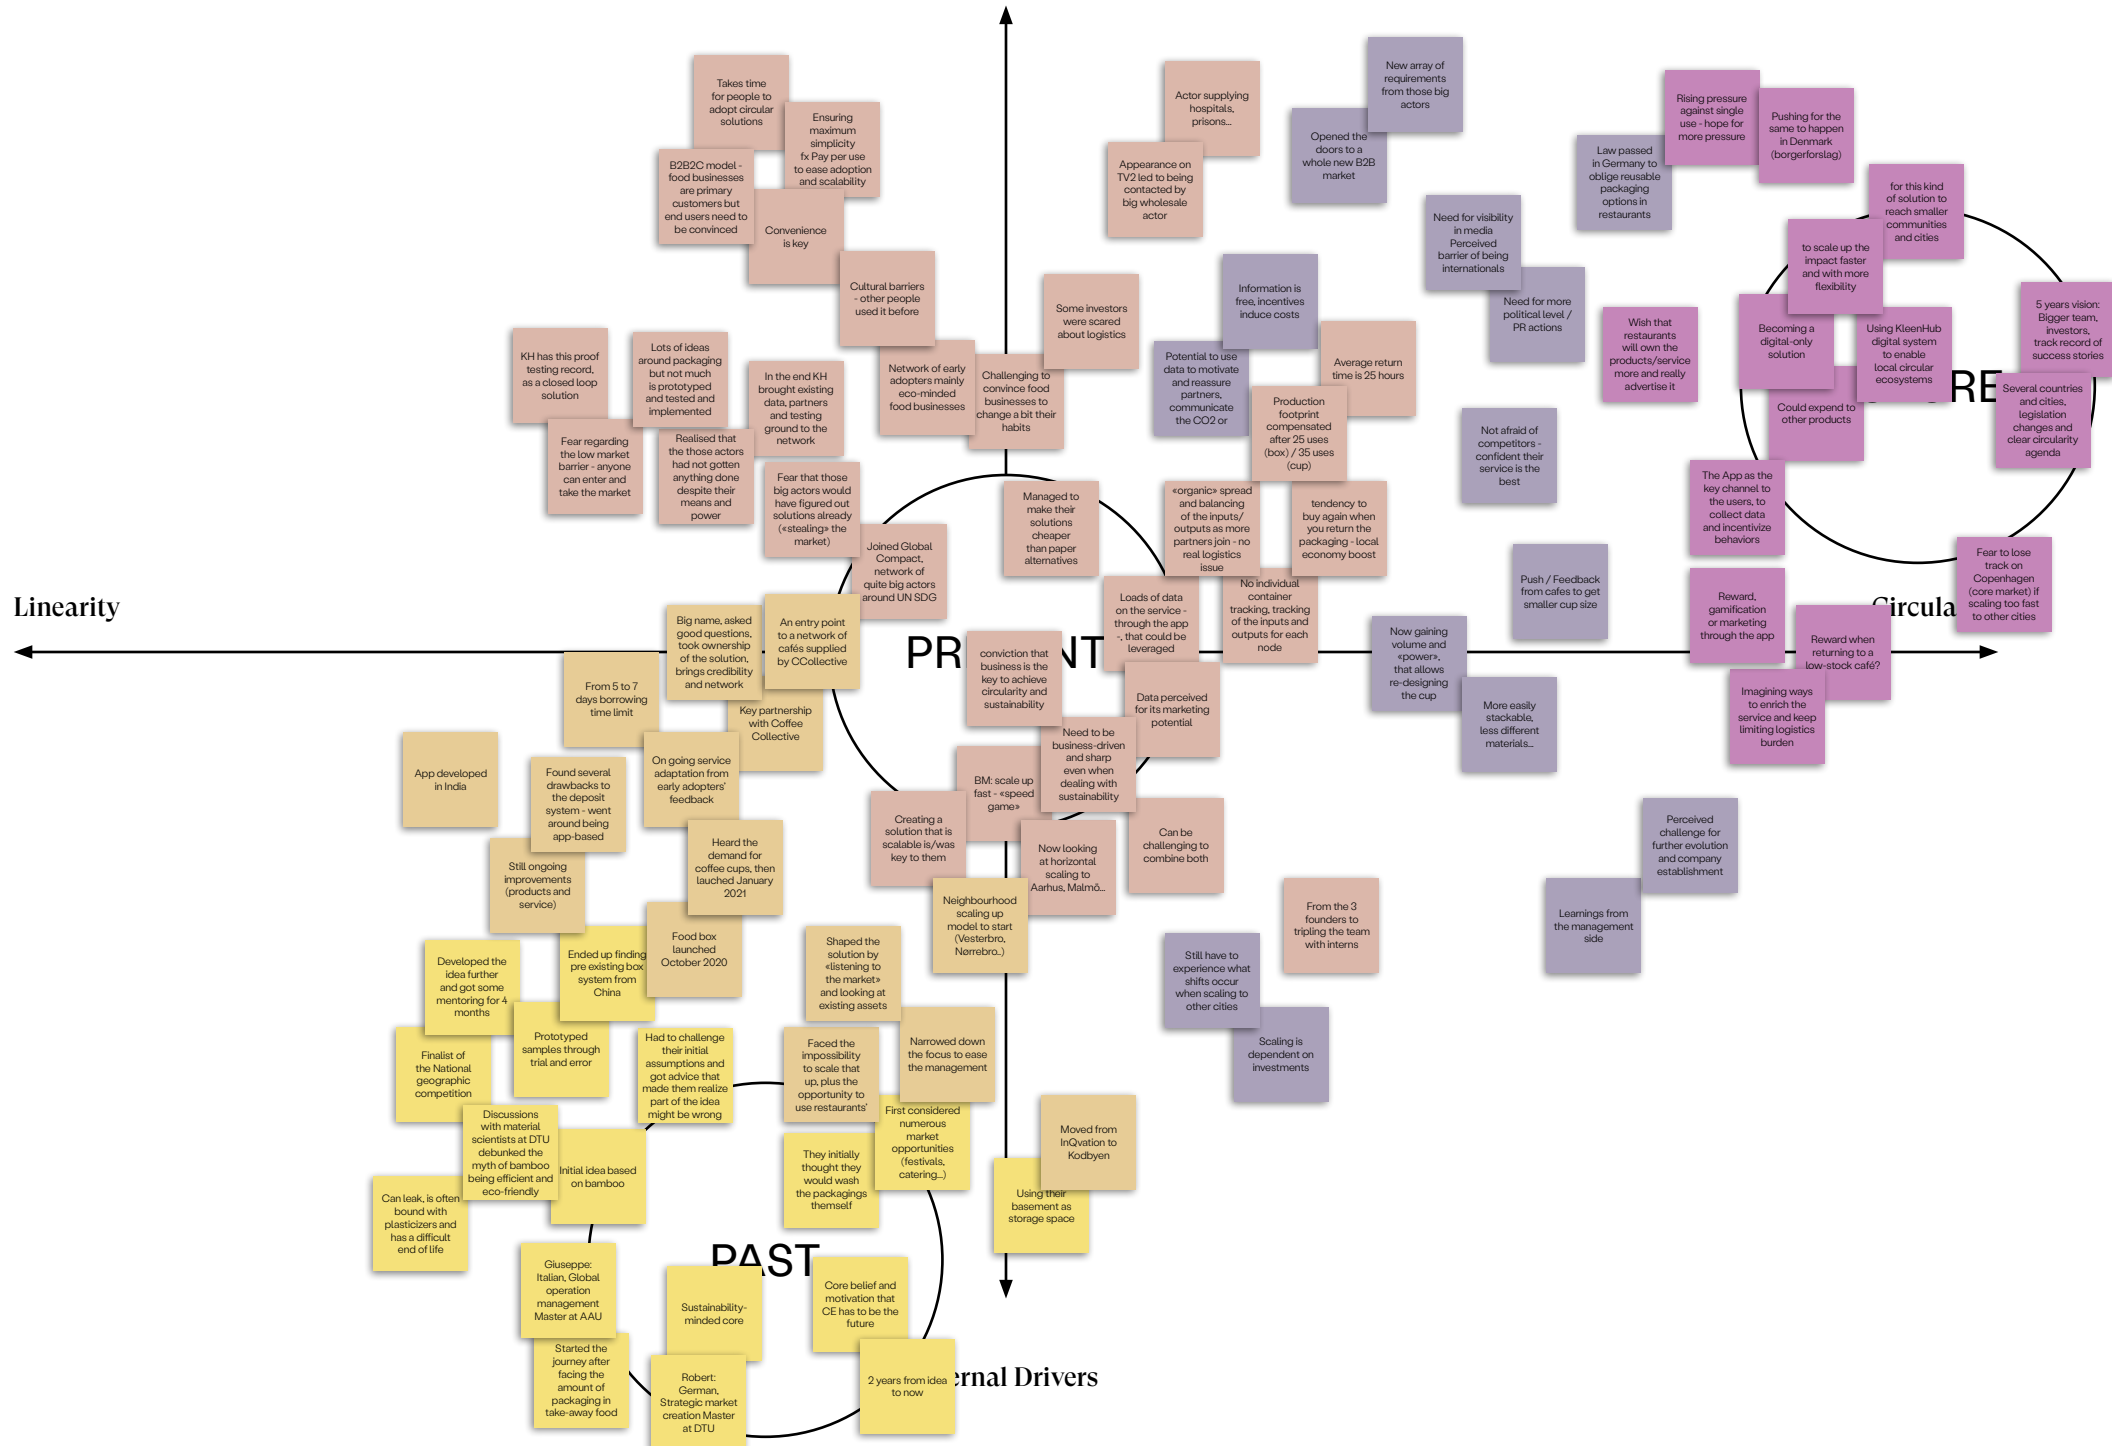 Takes time
for people to
adopt circular
solutions
Ensuring
maximum
simplicity
fx Pay per use
to ease adoption
and scalability
B2B2C model -
food businesses
are primary
customers but
end users need to
be convinced
Convenience
is key
Cultural barriers
- other people
used it before
Network of early
adopters mainly
eco-minded
food businesses
Challenging to
convince food
businesses to
change a bit their
habits
Some investors
were scared
about logistics
KH has this proof
testing record,
as a closed loop
solution
Lots of ideas
around packaging
but not much
is prototyped
and tested and
implemented
In the end KH
brought existing
data, partners
and testing
ground to the
network
Fear regarding
the low market
barrier - anyone
can enter and
take the market
Realised that
the those actors
had not gotten
anything done
despite their
means and
power
Fear that those
big actors would
have figured out
solutions already
(«stealing» the
market)
Joined Global
Compact,
network of
quite big actors
around UN SDG
Actor supplying
hospitals,
prisons...
Appearance on
TV2 led to being
contacted by
big wholesale
actor
New array of
requirements
from those big
actors
Opened the
doors to a
whole new B2B
market
Need for visibility
in media
Perceived
barrier of being
internationals
Need for more
political level /
PR actions
Law passed
in Germany to
oblige reusable
packaging
options in
restaurants
Rising pressure
against single
use - hope for
more pressure
Pushing for the
same to happen
in Denmark
(borgerforslag)
for this kind
of solution to
reach smaller
communities
and cities
to scale up the
impact faster
and with more
flexibility
Becoming a
digital-only
solution
Using KleenHub
digital system
to enable
local circular
ecosystems
5 years vision:
Bigger team,
investors,
track record of
success stories
RE
Several countries
and cities,
legislation
changes and
clear circularity
agenda
Could expend to
other products
Wish that
restaurants
will own the
products/service
more and really
advertise it
The App as the
key channel to
the users, to
collect data
and incentivize
behaviors
Fear to lose
track on
Copenhagen
(core market) if
scaling too fast
to other cities
Information is
free, incentives
induce costs
Potential to use
data to motivate
and reassure
partners,
communicate
the CO2 or
Average return
time is 25 hours
Production
footprint
compensated
after 25 uses
(box) / 35 uses
(cup)
Not afraid of
competitors -
confident their
service is the
best
Managed to
make their
solutions
cheaper
than paper
alternatives
«organic» spread
and balancing
of the inputs/
outputs as more
partners join - no
real logistics
issue
tendency to
buy again when
you return the
packaging - local
economy boost
Loads of data
on the service -
through the app
-, that could be
leveraged
No individual
container
tracking, tracking
of the inputs and
outputs for each
node
Push / Feedback
from cafes to get
smaller cup size
Linearity
Circula
PR
NT
Reward,
gamification
or marketing
through the app
Reward when
returning to a
low-stock café?
Imagining ways
to enrich the
service and keep
limiting logistics
burden
Now gaining
volume and
«power»,
that allows
re-designing
the cup
More easily
stackable,
less different
materials...
conviction that
business is the
key to achieve
circularity and
sustainability
Data perceived
for its marketing
potential
Need to be
business-driven
and sharp
even when
dealing with
sustainability
BM: scale up
fast - «speed
game»
Creating a
solution that is
scalable is/was
key to them
Now looking
at horizontal
scaling to
Aarhus, Malmö...
Can be
challenging to
combine both
Perceived
challenge for
further evolution
and company
establishment
Learnings from
the management
side
From the 3
founders to
tripling the team
with interns
Still have to
experience what
shifts occur
when scaling to
other cities
Scaling is
dependent on
investments
Big name, asked
good questions,
took ownership
of the solution,
brings credibility
and network
An entry point
to a network of
cafés supplied
by CCollective
From 5 to 7
days borrowing
time limit
Key partnership
with Coffee
Collective
App developed
in India
Found several
drawbacks to
the deposit
system - went
around being
app-based
On going service
adaptation from
early adopters'
feedback
Still ongoing
improvements
(products and
service)
Heard the
demand for
coffee cups, then
lauched January
2021
Food box
launched
October 2020
Neighbourhood
scaling up
model to start
(Vesterbro,
Nørrebro..)
Shaped the
solution by
«listening to
the market»
and looking at
existing assets
Narrowed down
the focus to ease
the management
Faced the
impossibility
to scale that
up, plus the
opportunity to
use restaurants'
Developed the
idea further
and got some
mentoring for 4
months
Ended up finding
pre existing box
system from
China
Prototyped
samples through
trial and error
Finalist of
the National
geographic
competition
Had to challenge
their initial
assumptions and
got advice that
made them realize
part of the idea
might be wrong
Discussions
with material
scientists at DTU
debunked the
myth of bamboo
being efficient and
eco-friendly
Initial idea based
on bamboo
Can leak, is often
bound with
plasticizers and
has a difficult
end of life
First considered
numerous
market
opportunities
(festivals,
catering...)
They initially
thought they
would wash
the packagings
themself
Moved from
InQvation to
Kodbyen
Using their
basement as
storage space
PAST
Giuseppe:
Italian, Global
operation
management
Master at AAU
Started the
journey after
facing the
amount of
packaging in
take-away food
Sustainability-
minded core
Core belief and
motivation that
CE has to be the
future
Robert:
German,
Strategic market
creation Master
at DTU
2 years from idea
to now
ernal Drivers